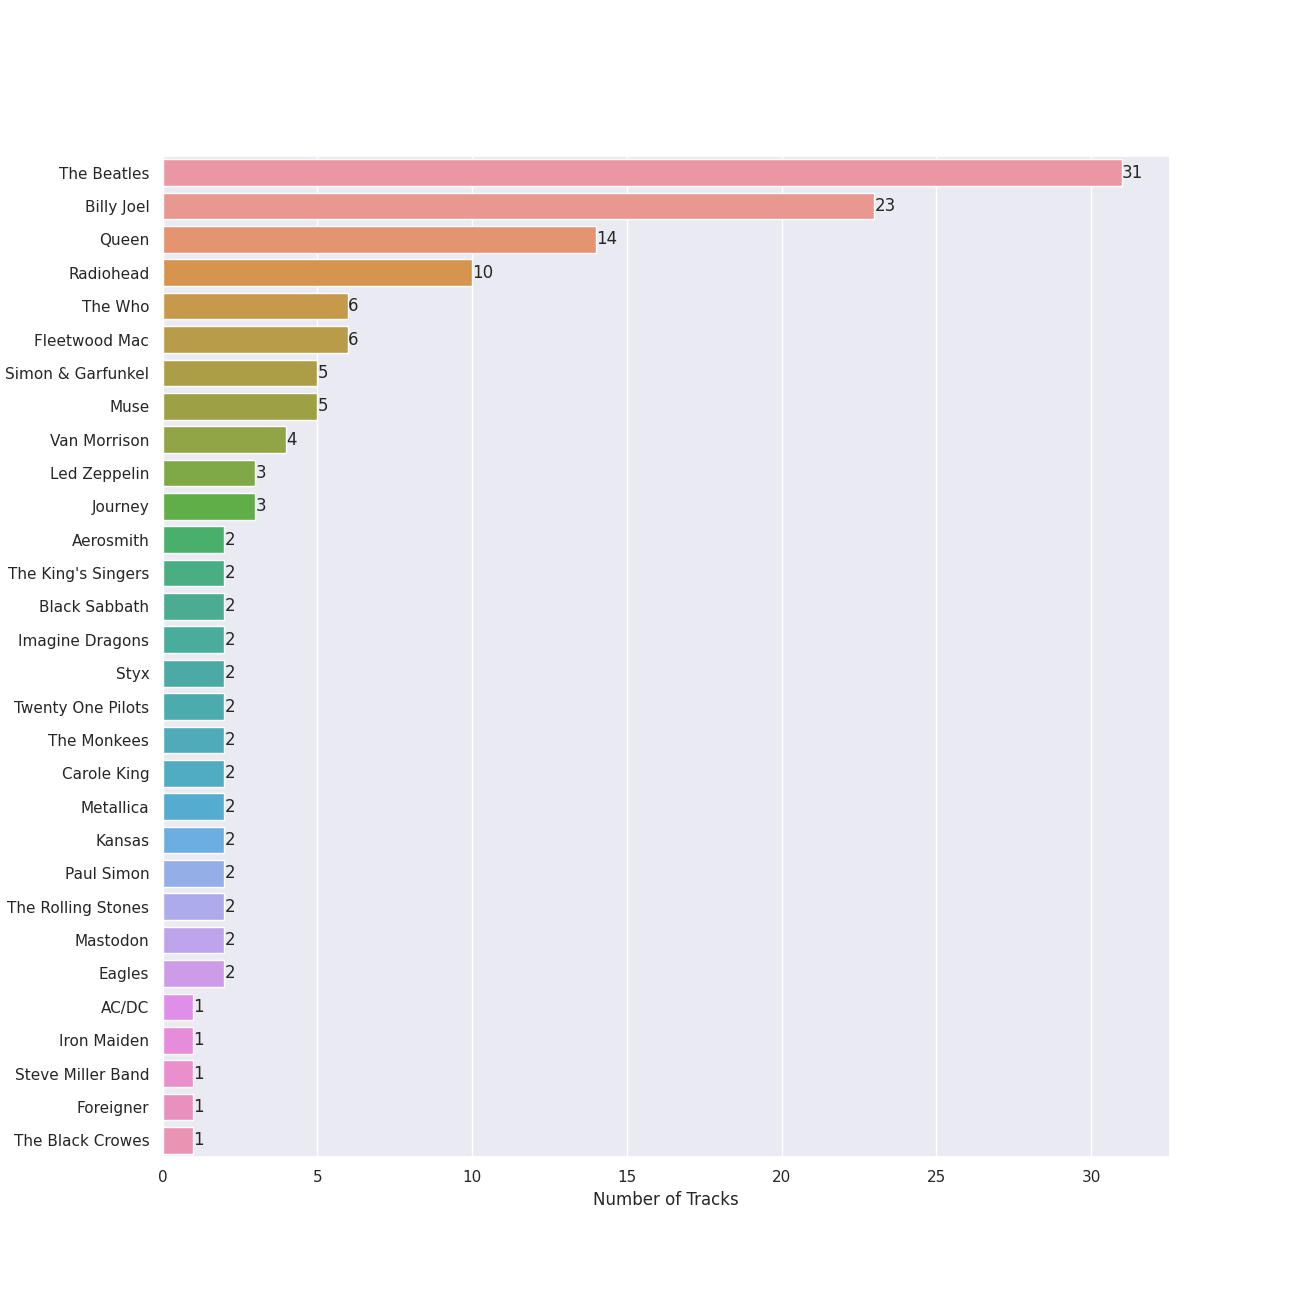 The Beatles 31
Billy Joel 23
Queen 14
Radiohead 10
The Who 6
Fleetwood Mac 6
Simon & Garfunkel 5
Muse 5
Van Morrison 4
Led Zeppelin 3
Journey 3
Aerosmith 2
The King's Singers 2
Black Sabbath 2
Imagine Dragons 2
Styx 2
Twenty One Pilots 2
The Monkees 2
Carole King 2
Metallica 2
Kansas 2
Paul Simon 2
The Rolling Stones 2
Mastodon 2
Eagles 2
AC/DC 1
Iron Maiden 1
Steve Miller Band 1
Foreigner 1
The Black Crowes 1
0 5 10 15 20 25 30
Number of Tracks